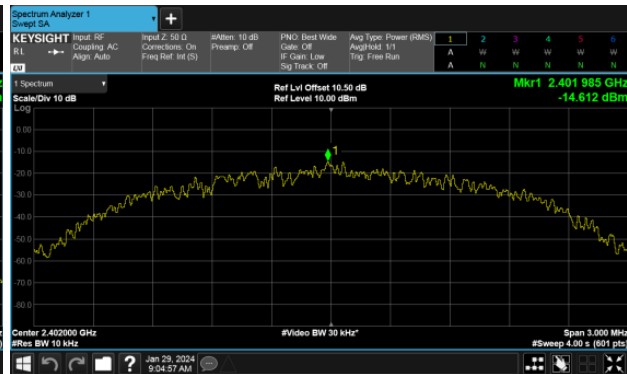 Spectrum Analyzer 1
Swept SA
+
KEYSIGHT
RL
LXI
Input: RF
Coupling: AC
Align: Auto
Input Z: 50 Ω
Corrections: On
Freq Ref: Int (S)
#Atten: 10 dB
Preamp: Off
PNO: Best Wide
Gate: Off
IF Gain: Low
Sig Track: Off
Avg Type: Power (RMS)
Avg|Hold: 1/1
Trig: Free Run
1 2 3 4 5 6
A W W W W W
A N N N N N
1 Spectrum
Scale/Div 10 dB
Ref Lvl Offset 10.50 dB
Ref Level 10.00 dBm
Mkr1 2.401 985 GHz
-14.612 dBm
Log
0.00
-10.0
-20.0
-30.0
-40.0
-50.0
-60.0
-70.0
-80.0
1
Center 2.402000 GHz
#Res BW 10 kHz
#Video BW 30 kHz*
Span 3.000 MHz
#Sweep 4.00 s (601 pts)
?
Jan 29, 2024
9:04:57 AM